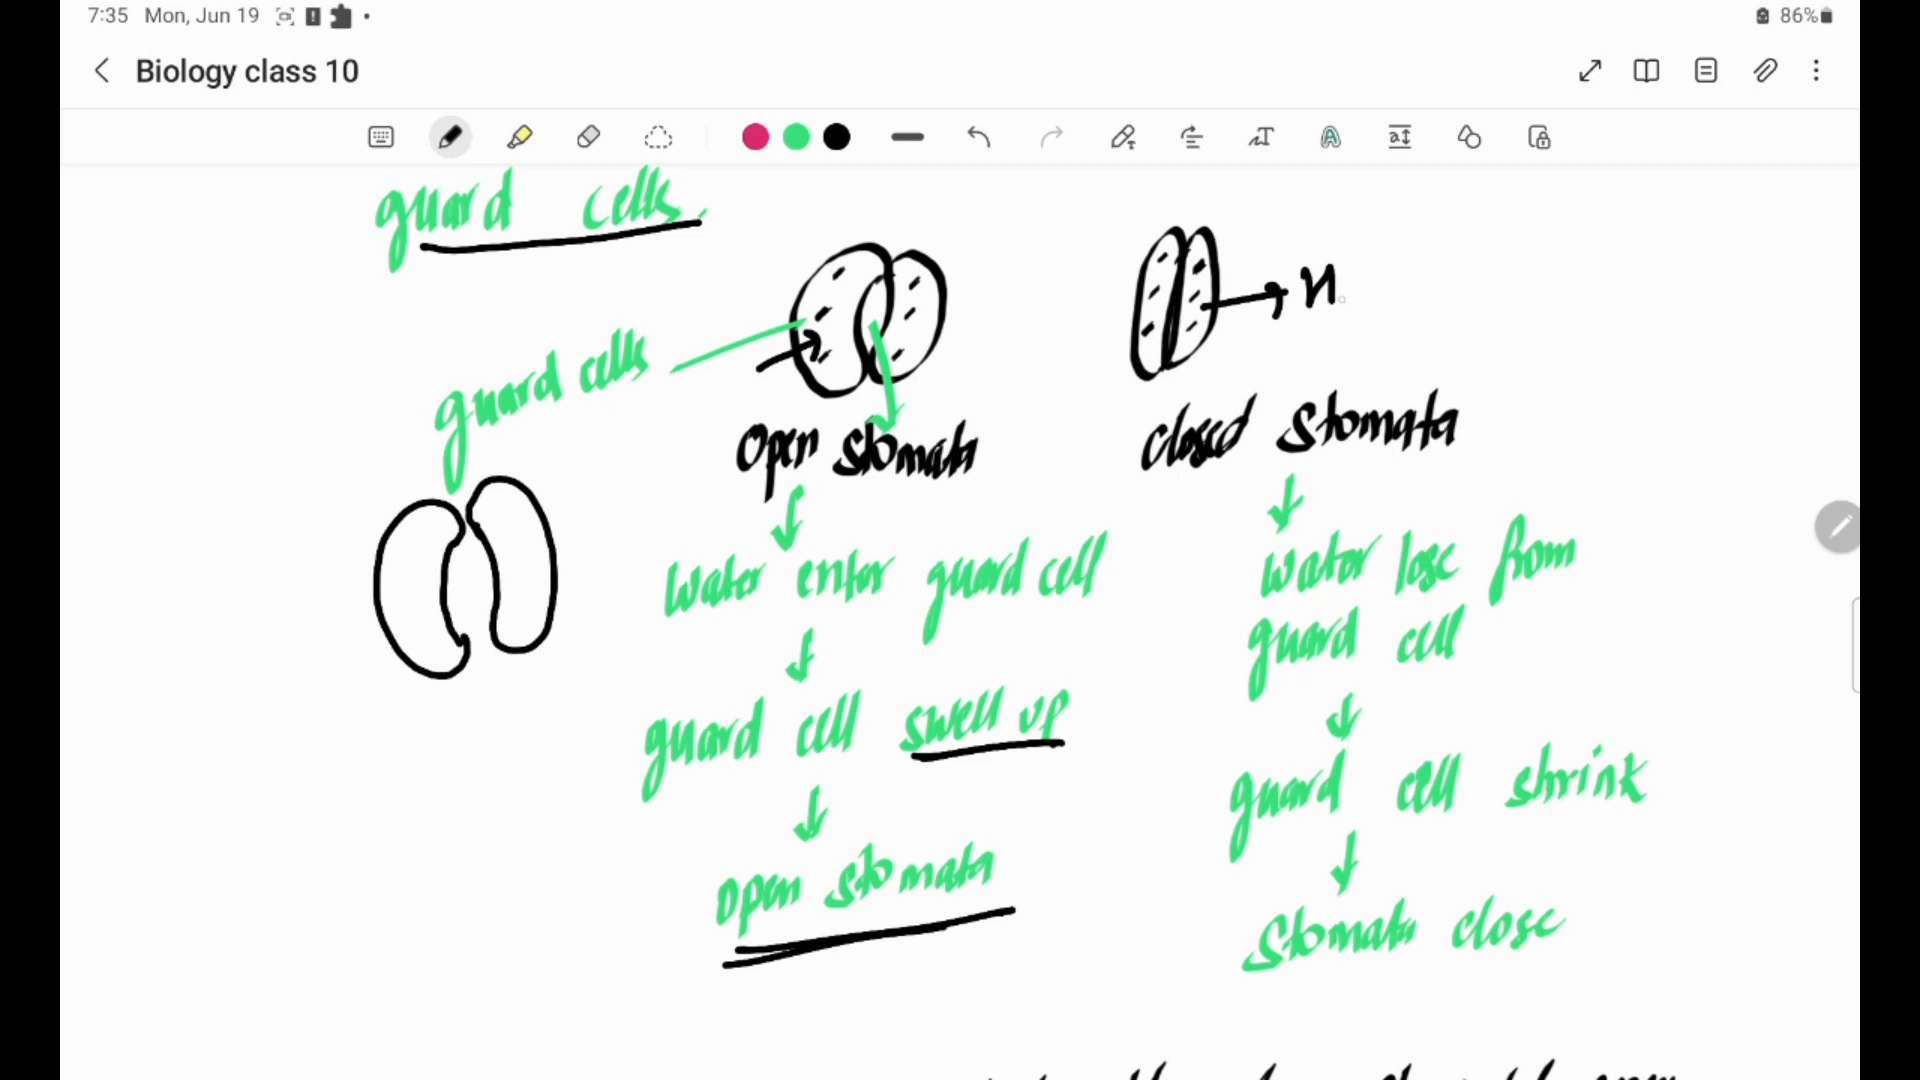 7:35 Mon, Jun 19
86%
Biology class 10
guard cells.
guard cells
open stomata
closed stomata
water enter guard cell
water lose from
guard cell
guard cell swell up
guard cell shrink
open stomata
Stomata close